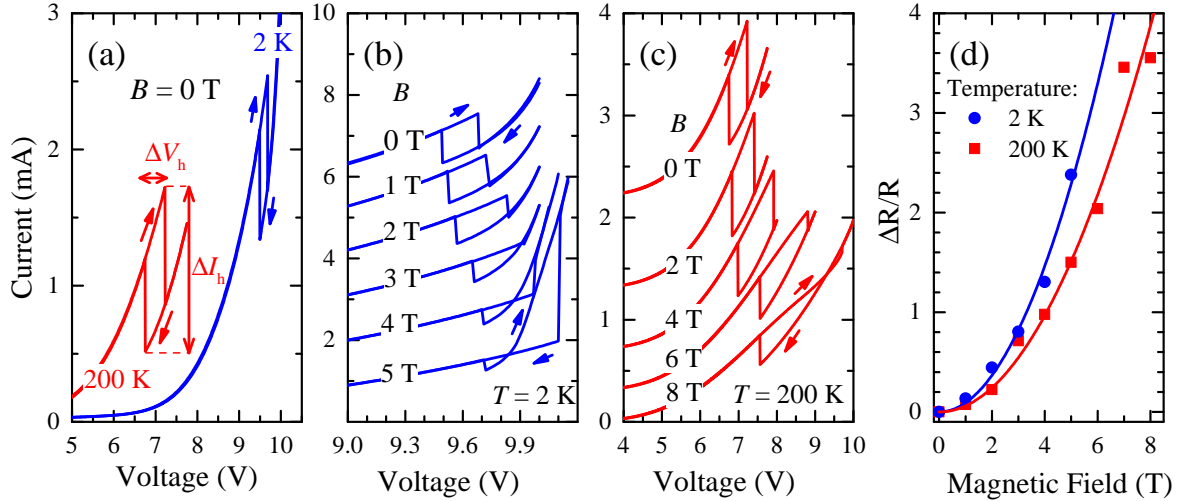 (a)
2 K
B = 0 T
ΔVh
ΔIh
200 K
Current (mA)
3
2
1
0
5 6 7 8 9 10
Voltage (V)
(b)
B
0 T
1 T
2 T
3 T
4 T
5 T
T = 2 K
10
8
6
4
2
9.0 9.3 9.6 9.9
Voltage (V)
(c)
B
0 T
2 T
4 T
6 T
8 T
T = 200 K
4
3
2
1
0
4 5 6 7 8 9 10
Voltage (V)
(d)
Temperature:
2 K
200 K
ΔR/R
4
3
2
1
0
0 2 4 6 8
Magnetic Field (T)